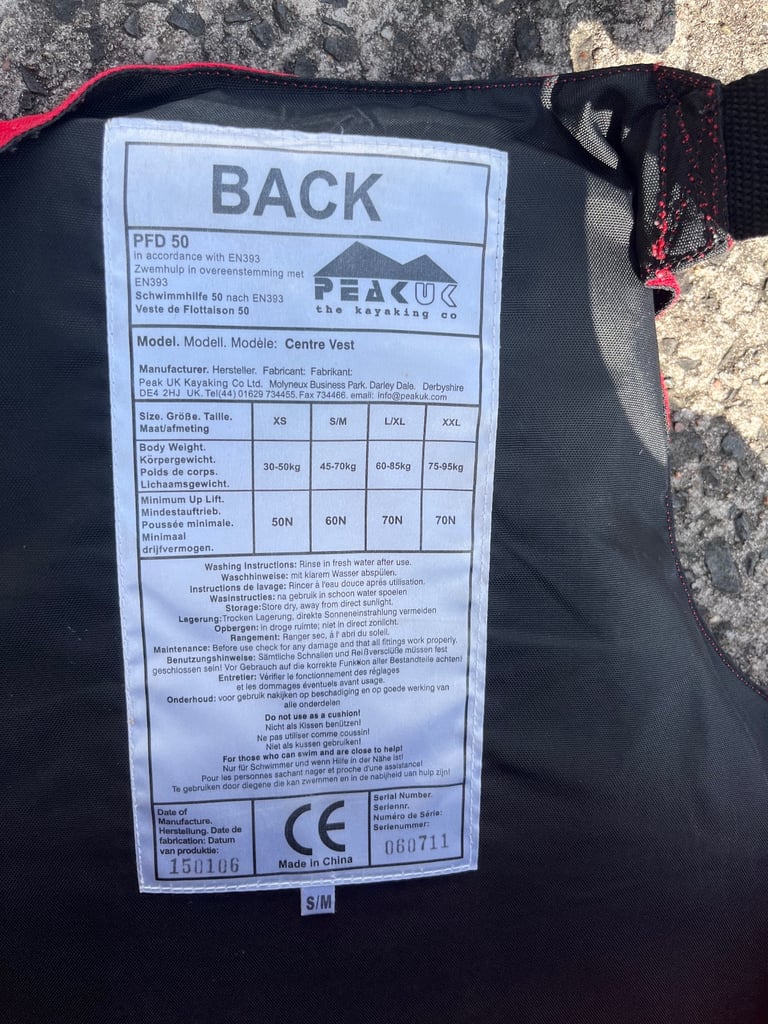 BACK
PFD 50
in accordance with EN393
Zwemhulp in overeenstemming met
EN393
Schwimmhilfe 50 nach EN393
Veste de Flottaison 50
PEAKUK
the kayaking co
Model. Modell. Modèle: Centre Vest
Manufacturer. Hersteller. Fabricant: Fabrikant:
Peak UK Kayaking Co Ltd. Molyneux Business Park. Darley Dale. Derbyshire
DE4 2HJ UK. Tel(44) 01629 734455. Fax 734466. email: info@peakuk.com
Size. Größe. Taille.
Maat/afmeting
XS S/M L/XL XXL
Body Weight.
Körpergewicht.
Poids de corps.
Lichaamsgewicht.
30-50kg 45-70kg 60-85kg 75-95kg
Minimum Up Lift.
Mindestauftrieb.
Poussée minimale.
Minimaal
drijfvermogen.
50N 60N 70N 70N
Washing Instructions: Rinse in fresh water after use.
Waschhinweise: mit klarem Wasser abspülen.
Instructions de lavage: Rincer à l'eau douce aprés utilisation.
Wasinstructies: na gebruik in schoon water spoelen
Storage:Store dry, away from direct sunlight.
Lagerung:Trocken Lagerung, direkte Sonneneinstrahlung vermeiden
Opbergen: in droge ruimte; niet in direct zonlicht.
Rangement: Ranger sec, à l' abri du soleil.
Maintenance: Before use check for any damage and that all fittings work properly.
Benutzungshinweise: Sämtliche Schnallen und Reißverschlüße müssen fest
geschlossen sein! Vor Gebrauch auf die korrekte Funktion aller Bestandteile achten!
Entretier: Vérifier le fonctionement des réglages
et les dommages éventuels avant usage.
Onderhoud: voor gebruik nakijken op beschadiging en op goede werking van
alle onderdelen
Do not use as a cushion!
Nicht als Kissen benützen!
Ne pas utiliser comme coussin!
Niet als kussen gebruiken!
For those who can swim and are close to help!
Nur für Schwimmer und wenn Hilfe in der Nähe ist!
Pour les personnes sachant nager et proche d'une assistance!
Te gebruiken door diegene die kan zwemmen en in de nabijheid van hulp zijn!
Date of
Manufacture.
Herstellung. Date de
fabrication: Datum
van produktie:
150106
CE
Made in China
Serial Number.
Seriennr.
Numéro de Série:
Serienummer:
060711
S/M